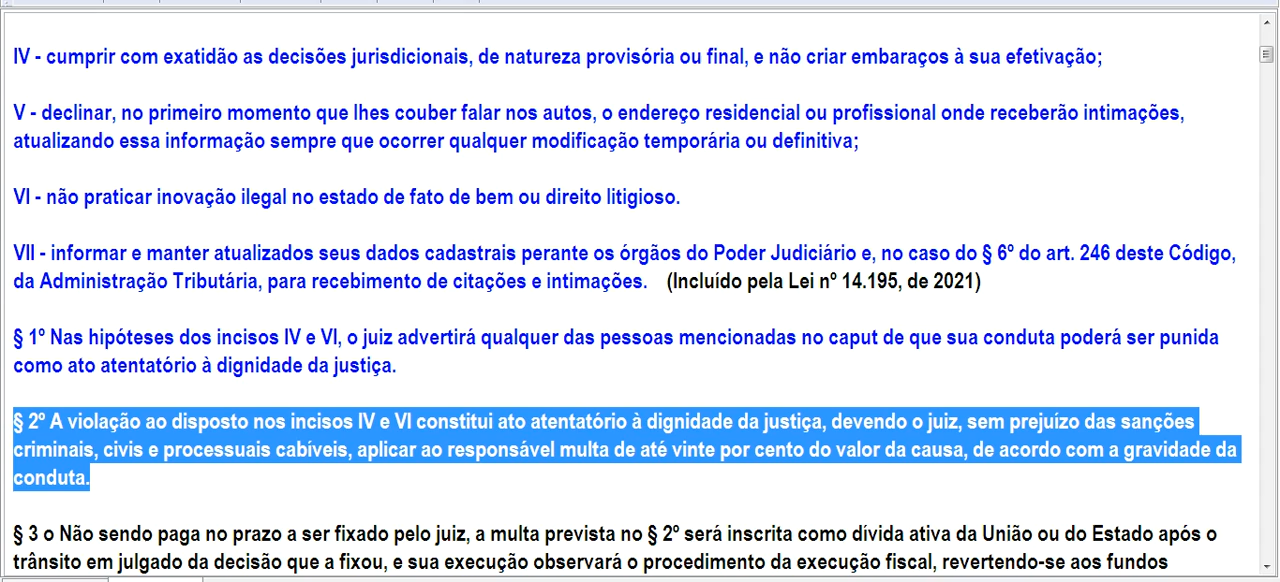 IV - cumprir com exatidão as decisões jurisdicionais, de natureza provisória ou final, e não criar embaraços à sua efetivação;
V - declinar, no primeiro momento que lhes couber falar nos autos, o endereço residencial ou profissional onde receberão intimações,
atualizando essa informação sempre que ocorrer qualquer modificação temporária ou definitiva;
VI - não praticar inovação ilegal no estado de fato de bem ou direito litigioso.
VII - informar e manter atualizados seus dados cadastrais perante os órgãos do Poder Judiciário e, no caso do § 6º do art. 246 deste Código,
da Administração Tributária, para recebimento de citações e intimações. (Incluído pela Lei nº 14.195, de 2021)
§ 1º Nas hipóteses dos incisos IV e VI, o juiz advertirá qualquer das pessoas mencionadas no caput de que sua conduta poderá ser punida
como ato atentatório à dignidade da justiça.
§ 2º A violação ao disposto nos incisos IV e VI constitui ato atentatório à dignidade da justiça, devendo o juiz, sem prejuízo das sanções
criminais, civis e processuais cabíveis, aplicar ao responsável multa de até vinte por cento do valor da causa, de acordo com a gravidade da
conduta.
§ 3 o Não sendo paga no prazo a ser fixado pelo juiz, a multa prevista no § 2º será inscrita como dívida ativa da União ou do Estado após o
trânsito em julgado da decisão que a fixou, e sua execução observará o procedimento da execução fiscal, revertendo-se aos fundos